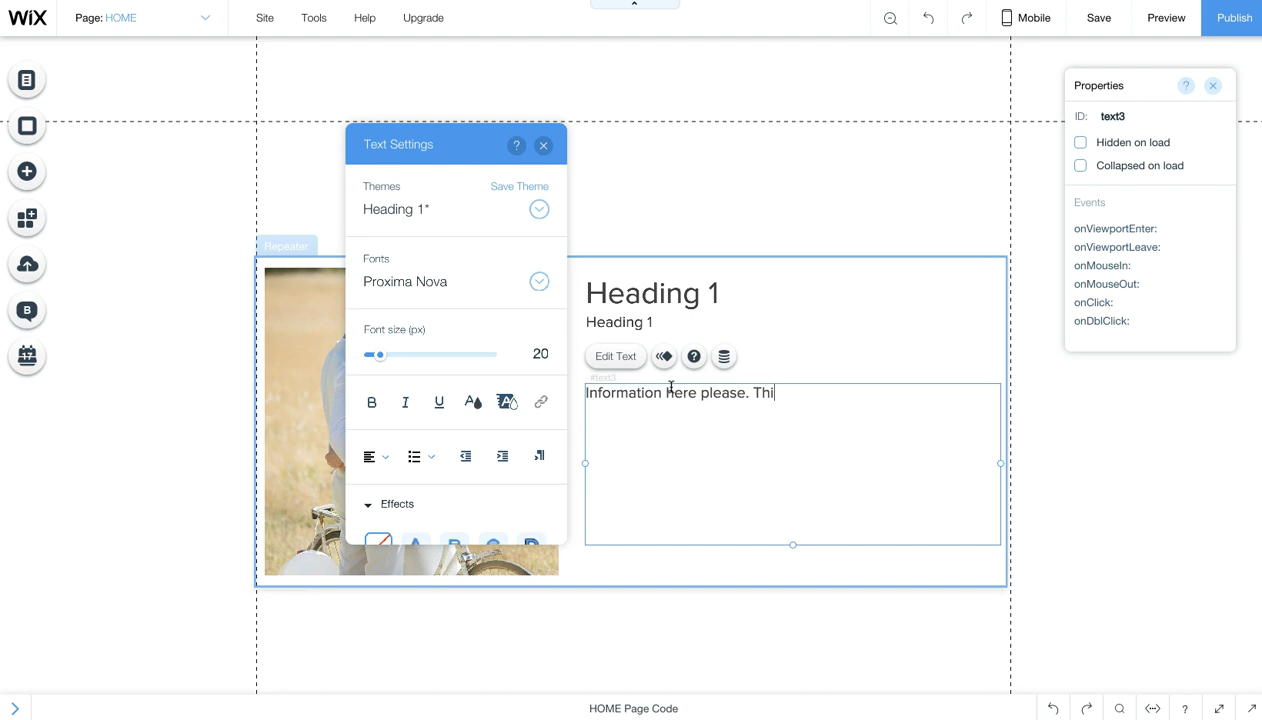 WiX
Page: HOME
Site
Tools
Help
Upgrade
Mobile
Save
Preview
Publish
Properties
?
ID: text3
Hidden on load
Collapsed on load
Events
onViewportEnter:
onViewportLeave:
onMouseIn:
onMouseOut:
onClick:
onDblClick:
Repeater
Text Settings
?
Themes
Save Theme
Heading 1*
Fonts
Proxima Nova
Font size (px)
20
B I U A A
Effects
Heading 1
Heading 1
Edit Text
?
#text3
Information here please. Thi
B
17
HOME Page Code
?